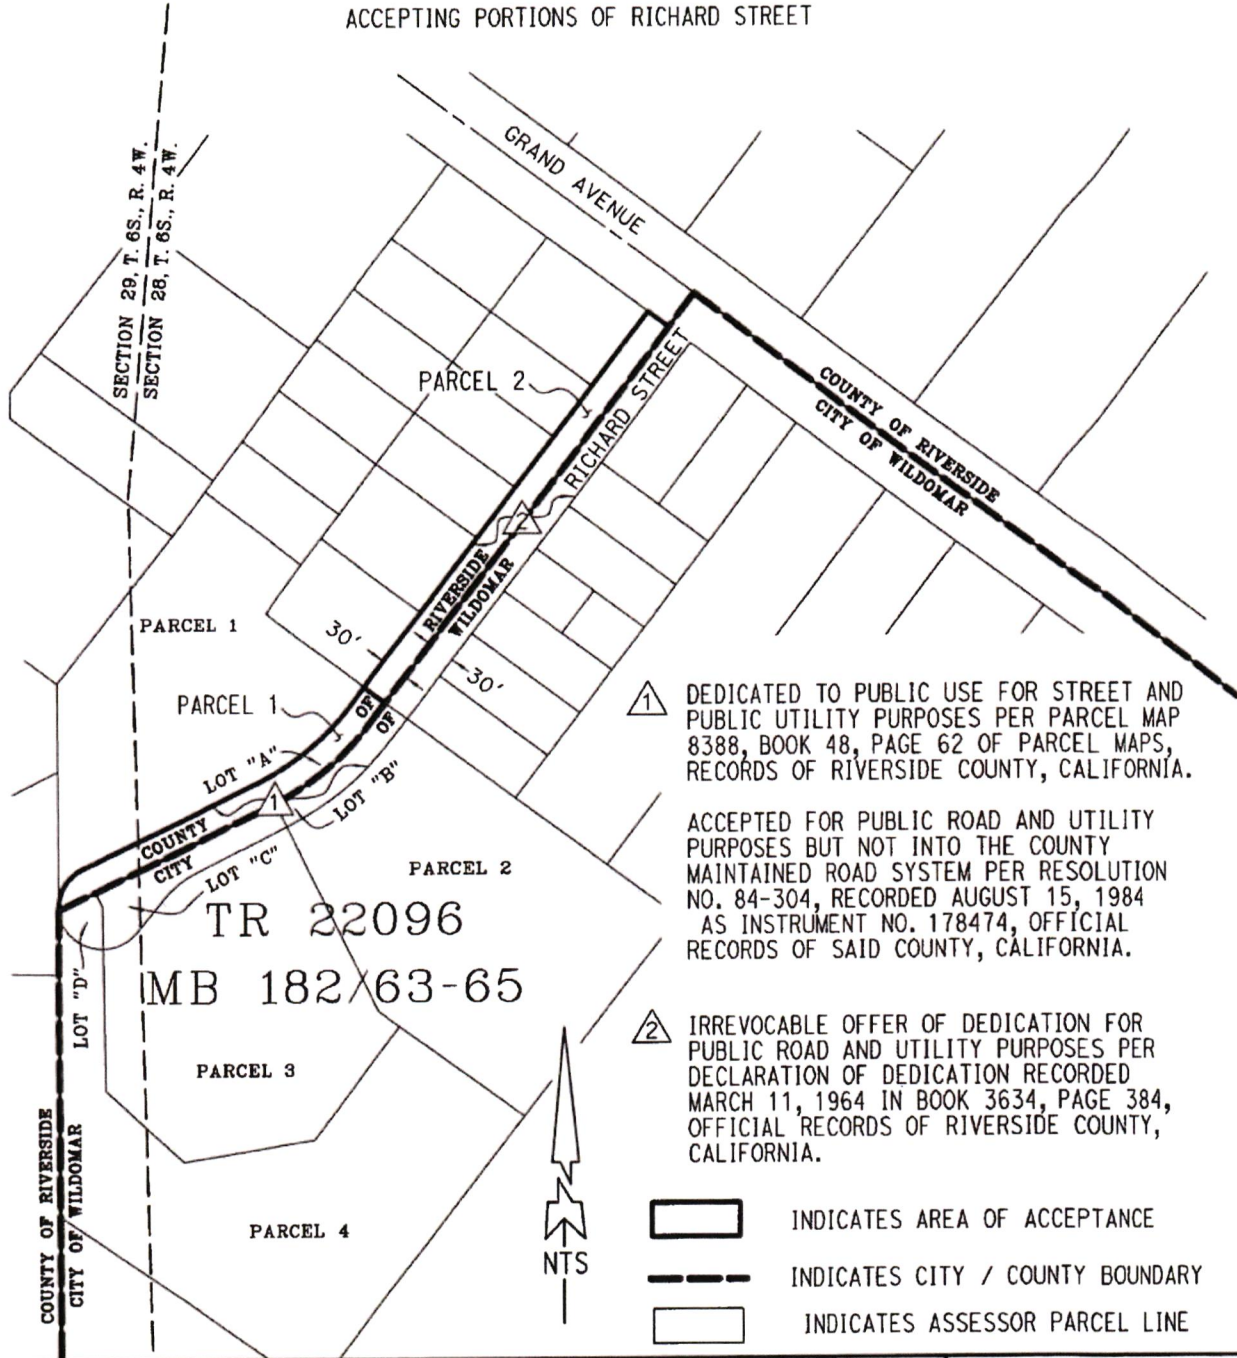 ACCEPTING PORTIONS OF RICHARD STREET
GRAND AVENUE
SECTION 29, T. 6S., R. 4W.
SECTION 28, T. 6S., R. 4W.
PARCEL 2
RICHARD STREET
COUNTY OF RIVERSIDE
CITY OF WILDOMAR
2
COUNTY OF RIVERSIDE
CITY OF WILDOMAR
30'
30'
PARCEL 1
PARCEL 1
LOT "A"
LOT "B"
1
LOT "C"
PARCEL 2
TR 22096
MB 182/63-65
LOT "D"
PARCEL 3
PARCEL 4
COUNTY OF RIVERSIDE
CITY OF WILDOMAR
1 DEDICATED TO PUBLIC USE FOR STREET AND
PUBLIC UTILITY PURPOSES PER PARCEL MAP
8388, BOOK 48, PAGE 62 OF PARCEL MAPS,
RECORDS OF RIVERSIDE COUNTY, CALIFORNIA.
ACCEPTED FOR PUBLIC ROAD AND UTILITY
PURPOSES BUT NOT INTO THE COUNTY
MAINTAINED ROAD SYSTEM PER RESOLUTION
NO. 84-304, RECORDED AUGUST 15, 1984
AS INSTRUMENT NO. 178474, OFFICIAL
RECORDS OF SAID COUNTY, CALIFORNIA.
2 IRREVOCABLE OFFER OF DEDICATION FOR
PUBLIC ROAD AND UTILITY PURPOSES PER
DECLARATION OF DEDICATION RECORDED
MARCH 11, 1964 IN BOOK 3634, PAGE 384,
OFFICIAL RECORDS OF RIVERSIDE COUNTY,
CALIFORNIA.
N
NTS
INDICATES AREA OF ACCEPTANCE
INDICATES CITY / COUNTY BOUNDARY
INDICATES ASSESSOR PARCEL LINE